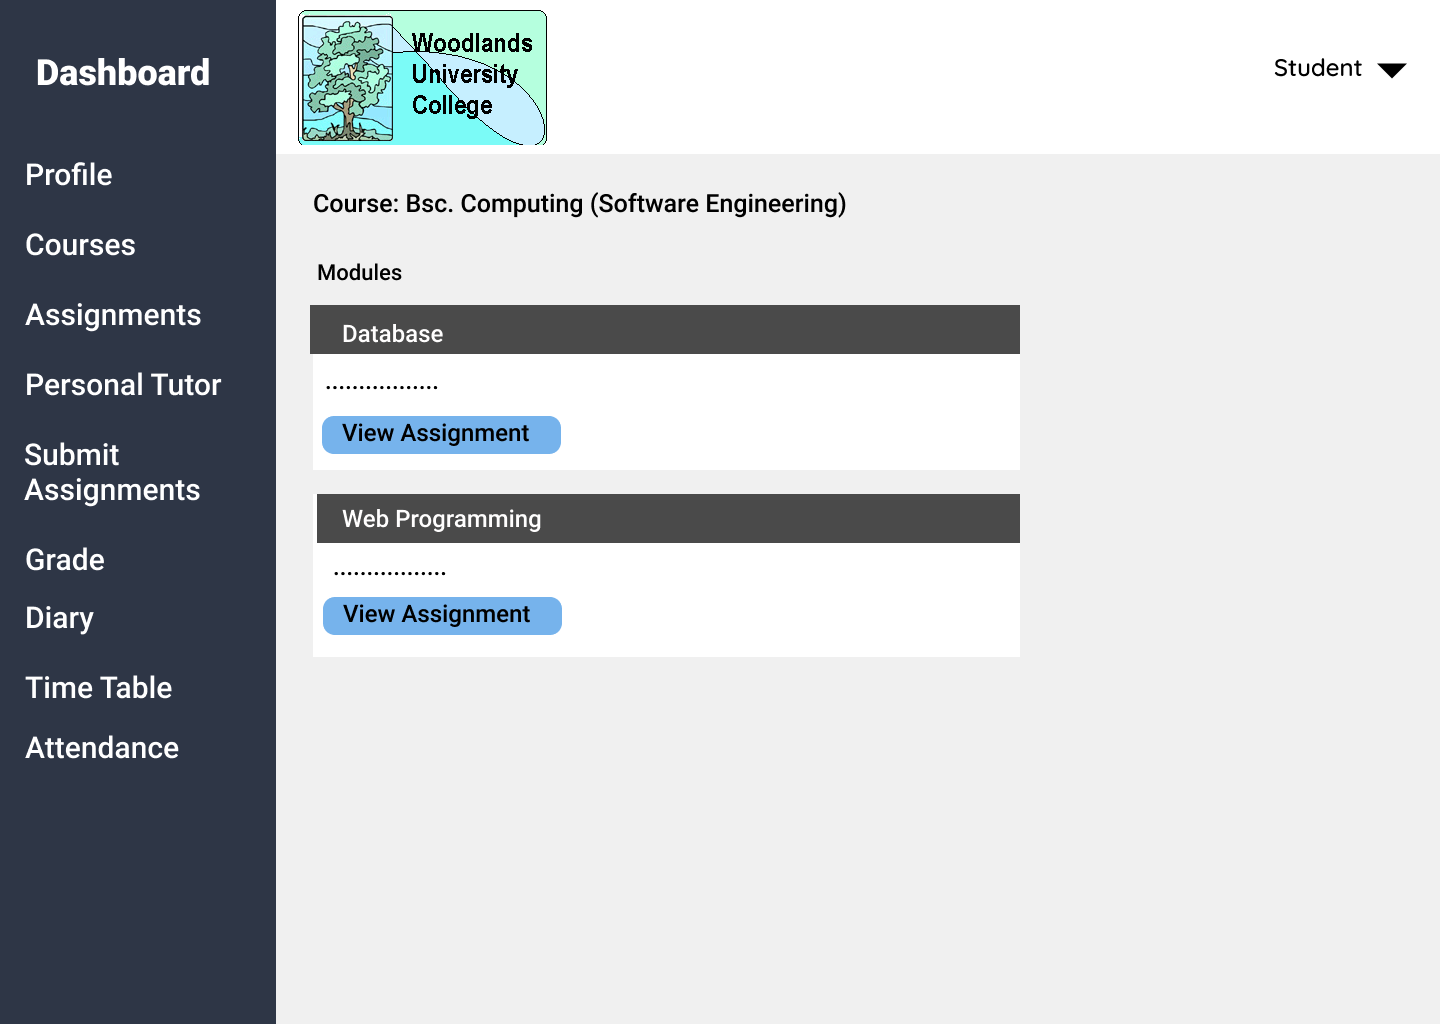 Dashboard
Profile
Courses
Assignments
Personal Tutor
Submit
Assignments
Grade
Diary
Time Table
Attendance
Woodlands
University
College
Student
Course: Bsc. Computing (Software Engineering)
Modules
Database
.................
View Assignment
Web Programming
.................
View Assignment